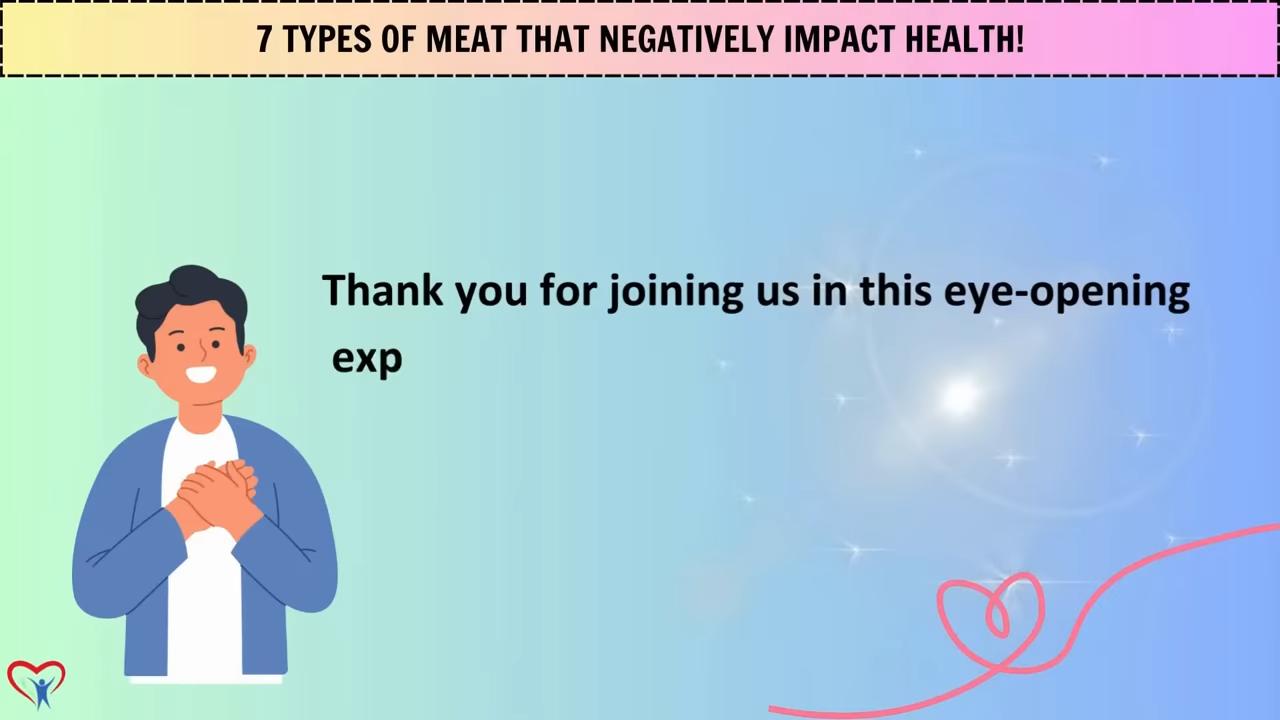 7 TYPES OF MEAT THAT NEGATIVELY IMPACT HEALTH!
Thank you for joining us in this eye-opening
exp